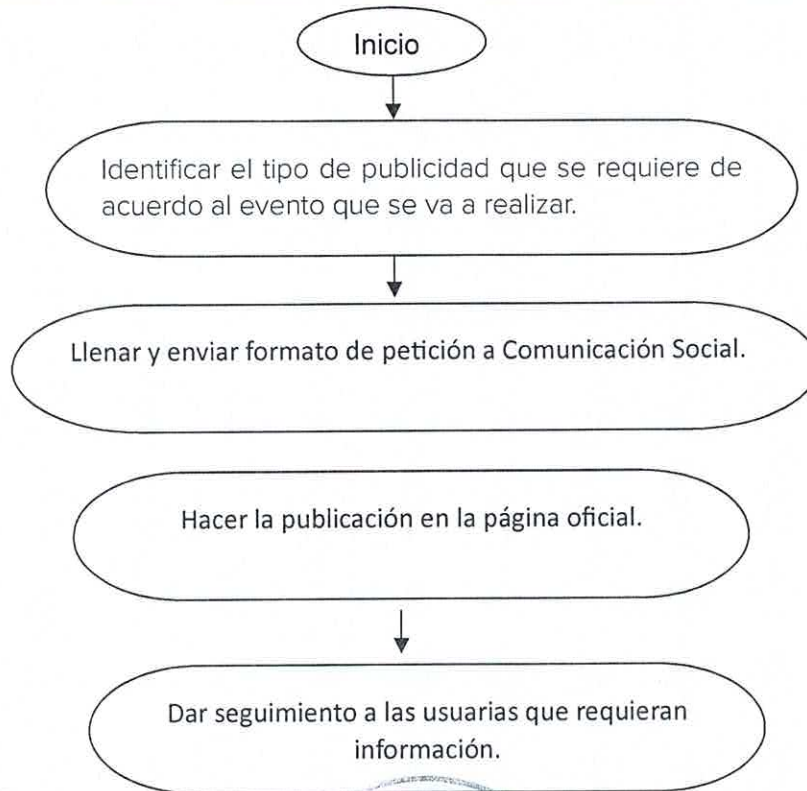 Inicio
Identificar el tipo de publicidad que se requiere de
acuerdo al evento que se va a realizar.
Llenar y enviar formato de petición a Comunicación Social.
Hacer la publicación en la página oficial.
Dar seguimiento a las usuarias que requieran
información.